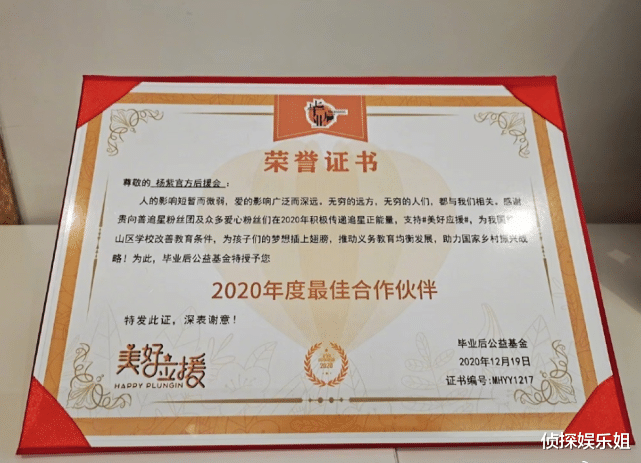 毕业后
荣誉证书
尊敬的 杨紫官方后援会：
人的影响短暂而微弱，爱的影响广泛而深远。无穷的远方，无穷的人们，都与我们相关。感谢
贵向善追星粉丝团及众多爱心粉丝们在2020年积极传递追星正能量，支持#美好应援#，为我国
山区学校改善教育条件，为孩子们的梦想插上翅膀，推动义务教育均衡发展，助力国家乡村振兴战
略！为此，毕业后公益基金特授予您
2020年度最佳合作伙伴
特发此证，深表谢意！
美好应援
HAPPY PLUNGIN
2020
毕业后公益基金
2020年12月19日
证书编号：MHYY1217
侦探娱乐姐